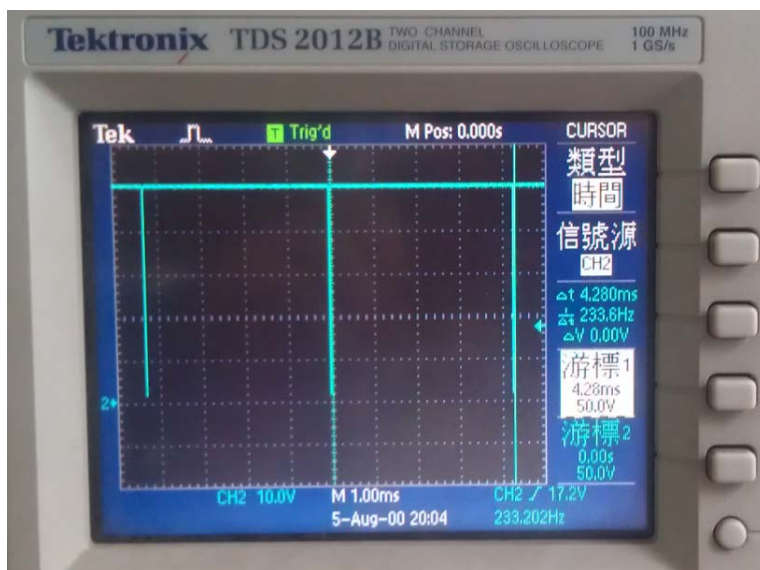 Tektronix TDS 2012B TWO CHANNEL DIGITAL STORAGE OSCILLOSCOPE 100 MHz 1 GS/s
Tek T Trig'd M Pos: 0.000s CURSOR
類型
時間
信號源
CH2
△t 4.280ms
1/△t 233.6Hz
△V 0.00V
游標1
4.28ms
50.0V
游標2
0.00s
50.0V
2
CH2 10.0V M 1.00ms CH2 17.2V
5-Aug-00 20:04 233.202Hz